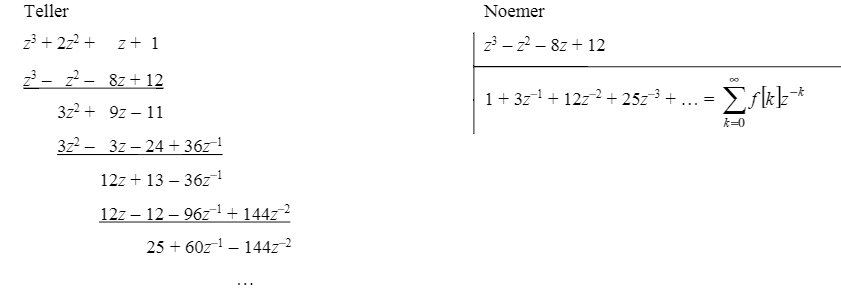 Teller
z³ + 2z² + z + 1
z³ – z² – 8z + 12
3z² + 9z – 11
3z² – 3z – 24 + 36z⁻¹
12z + 13 – 36z⁻¹
12z – 12 – 96z⁻¹ + 144z⁻²
25 + 60z⁻¹ – 144z⁻²
…
Noemer
z³ – z² – 8z + 12
1 + 3z⁻¹ + 12z⁻² + 25z⁻³ + … = ∑_{k=0}^{∞} f[k]z⁻ᵏ